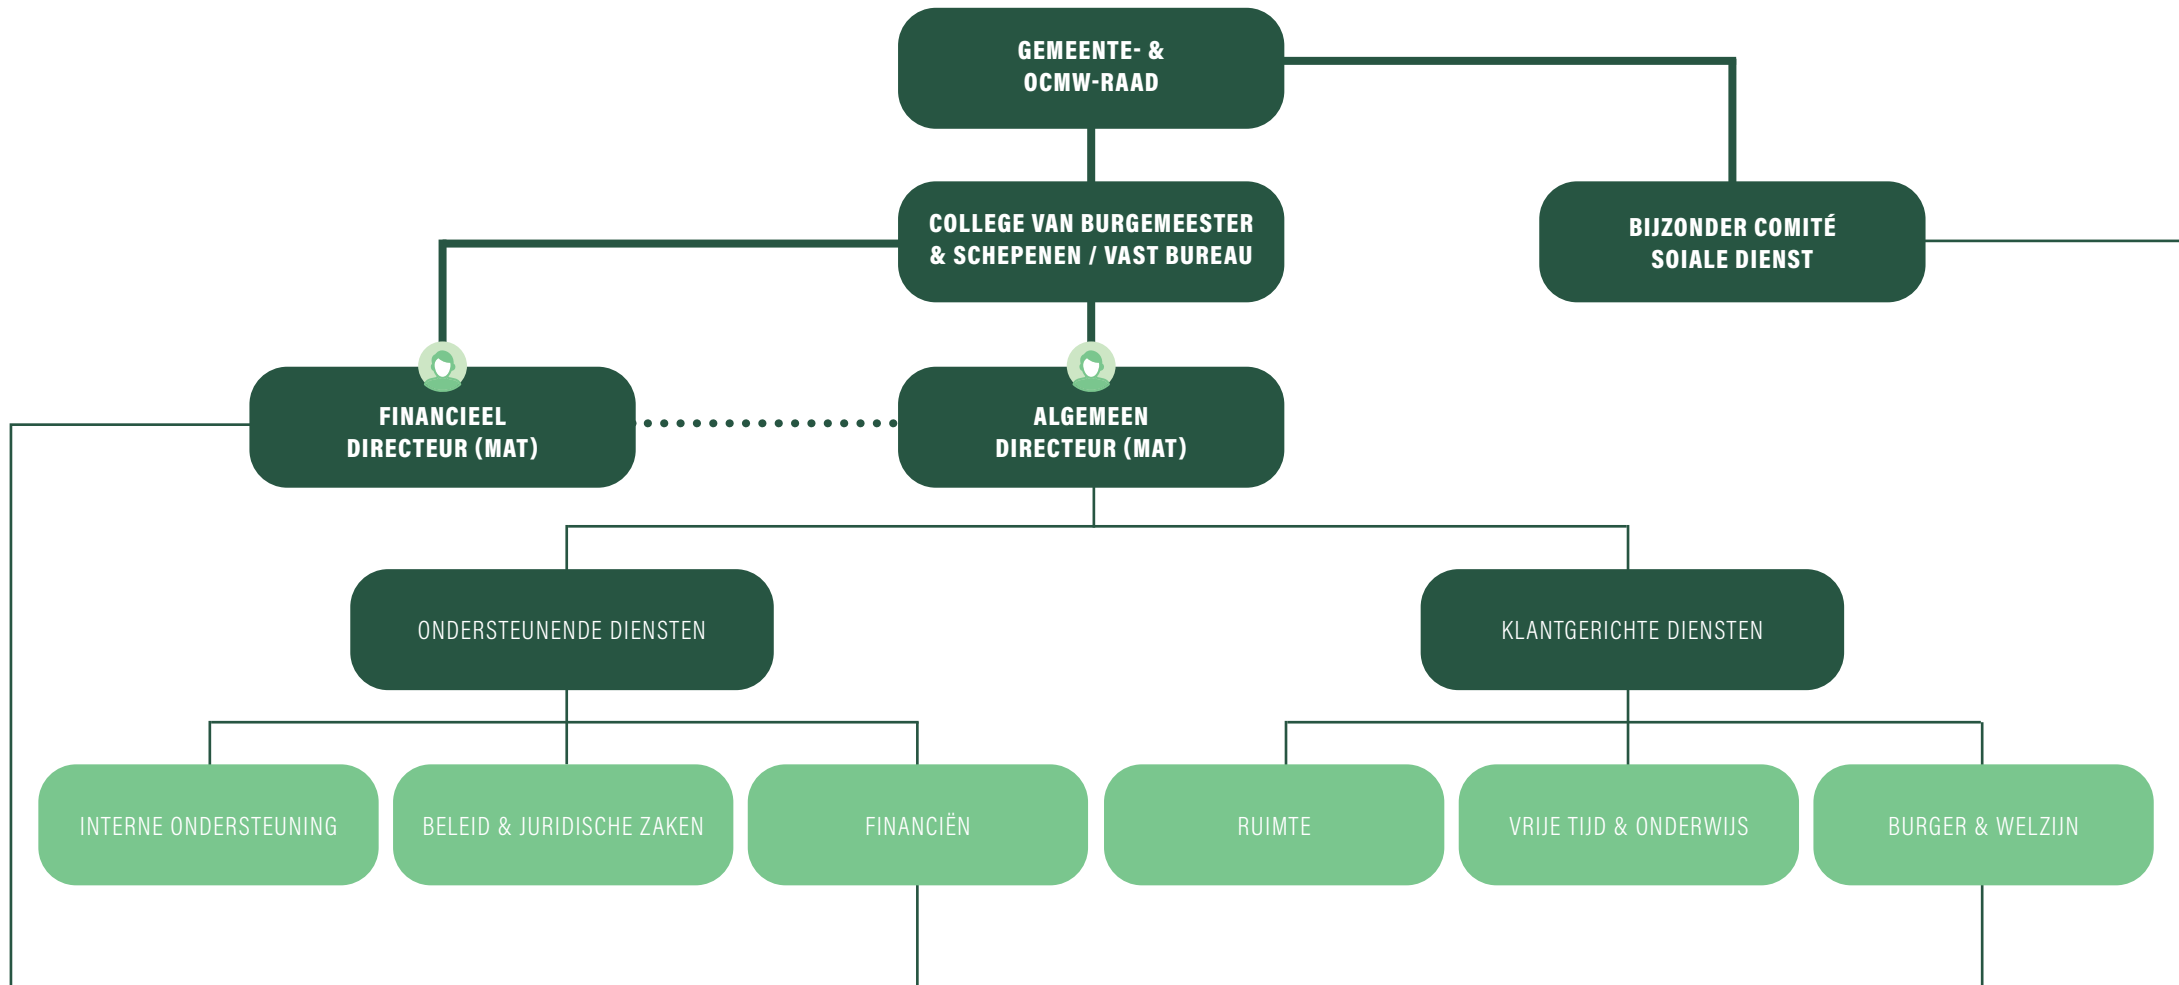 GEMEENTE- &
OCMW-RAAD
COLLEGE VAN BURGEMEESTER
& SCHEPENEN / VAST BUREAU
BIJZONDER COMITÉ
SOIALE DIENST
FINANCIEEL
DIRECTEUR (MAT)
ALGEMEEN
DIRECTEUR (MAT)
ONDERSTEUNENDE DIENSTEN
KLANTGERICHTE DIENSTEN
INTERNE ONDERSTEUNING
BELEID & JURIDISCHE ZAKEN
FINANCIËN
RUIMTE
VRIJE TIJD & ONDERWIJS
BURGER & WELZIJN